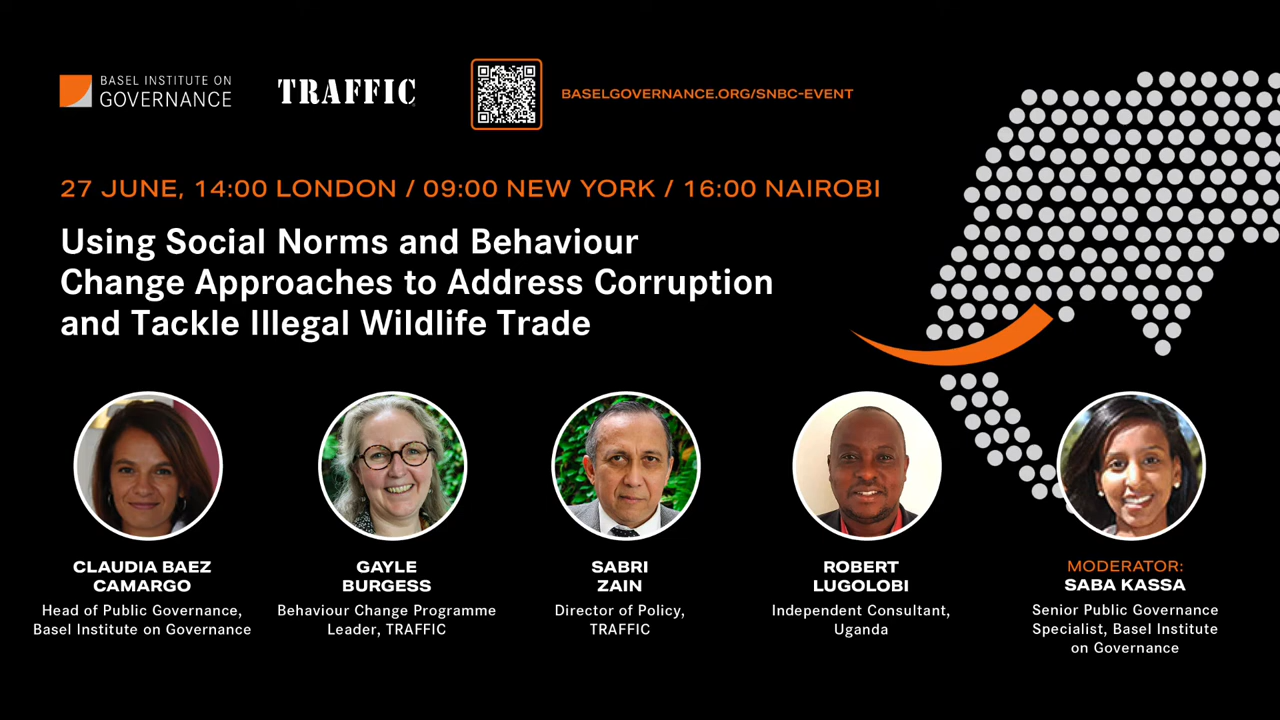 BASEL INSTITUTE ON
GOVERNANCE
TRAFFIC
BASELGOVERNANCE.ORG/SNBC-EVENT
27 JUNE, 14:00 LONDON / 09:00 NEW YORK / 16:00 NAIROBI
Using Social Norms and Behaviour
Change Approaches to Address Corruption
and Tackle Illegal Wildlife Trade
CLAUDIA BAEZ
CAMARGO
Head of Public Governance,
Basel Institute on Governance
GAYLE
BURGESS
Behaviour Change Programme
Leader, TRAFFIC
SABRI
ZAIN
Director of Policy,
TRAFFIC
ROBERT
LUGOLOBI
Independent Consultant,
Uganda
MODERATOR:
SABA KASSA
Senior Public Governance
Specialist, Basel Institute
on Governance